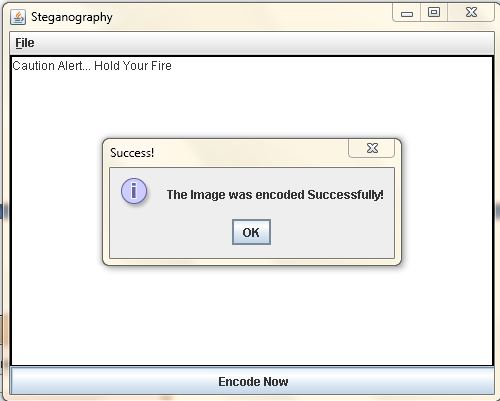 Steganography
File
Caution Alert... Hold Your Fire
Success!
i
The Image was encoded Successfully!
OK
Encode Now